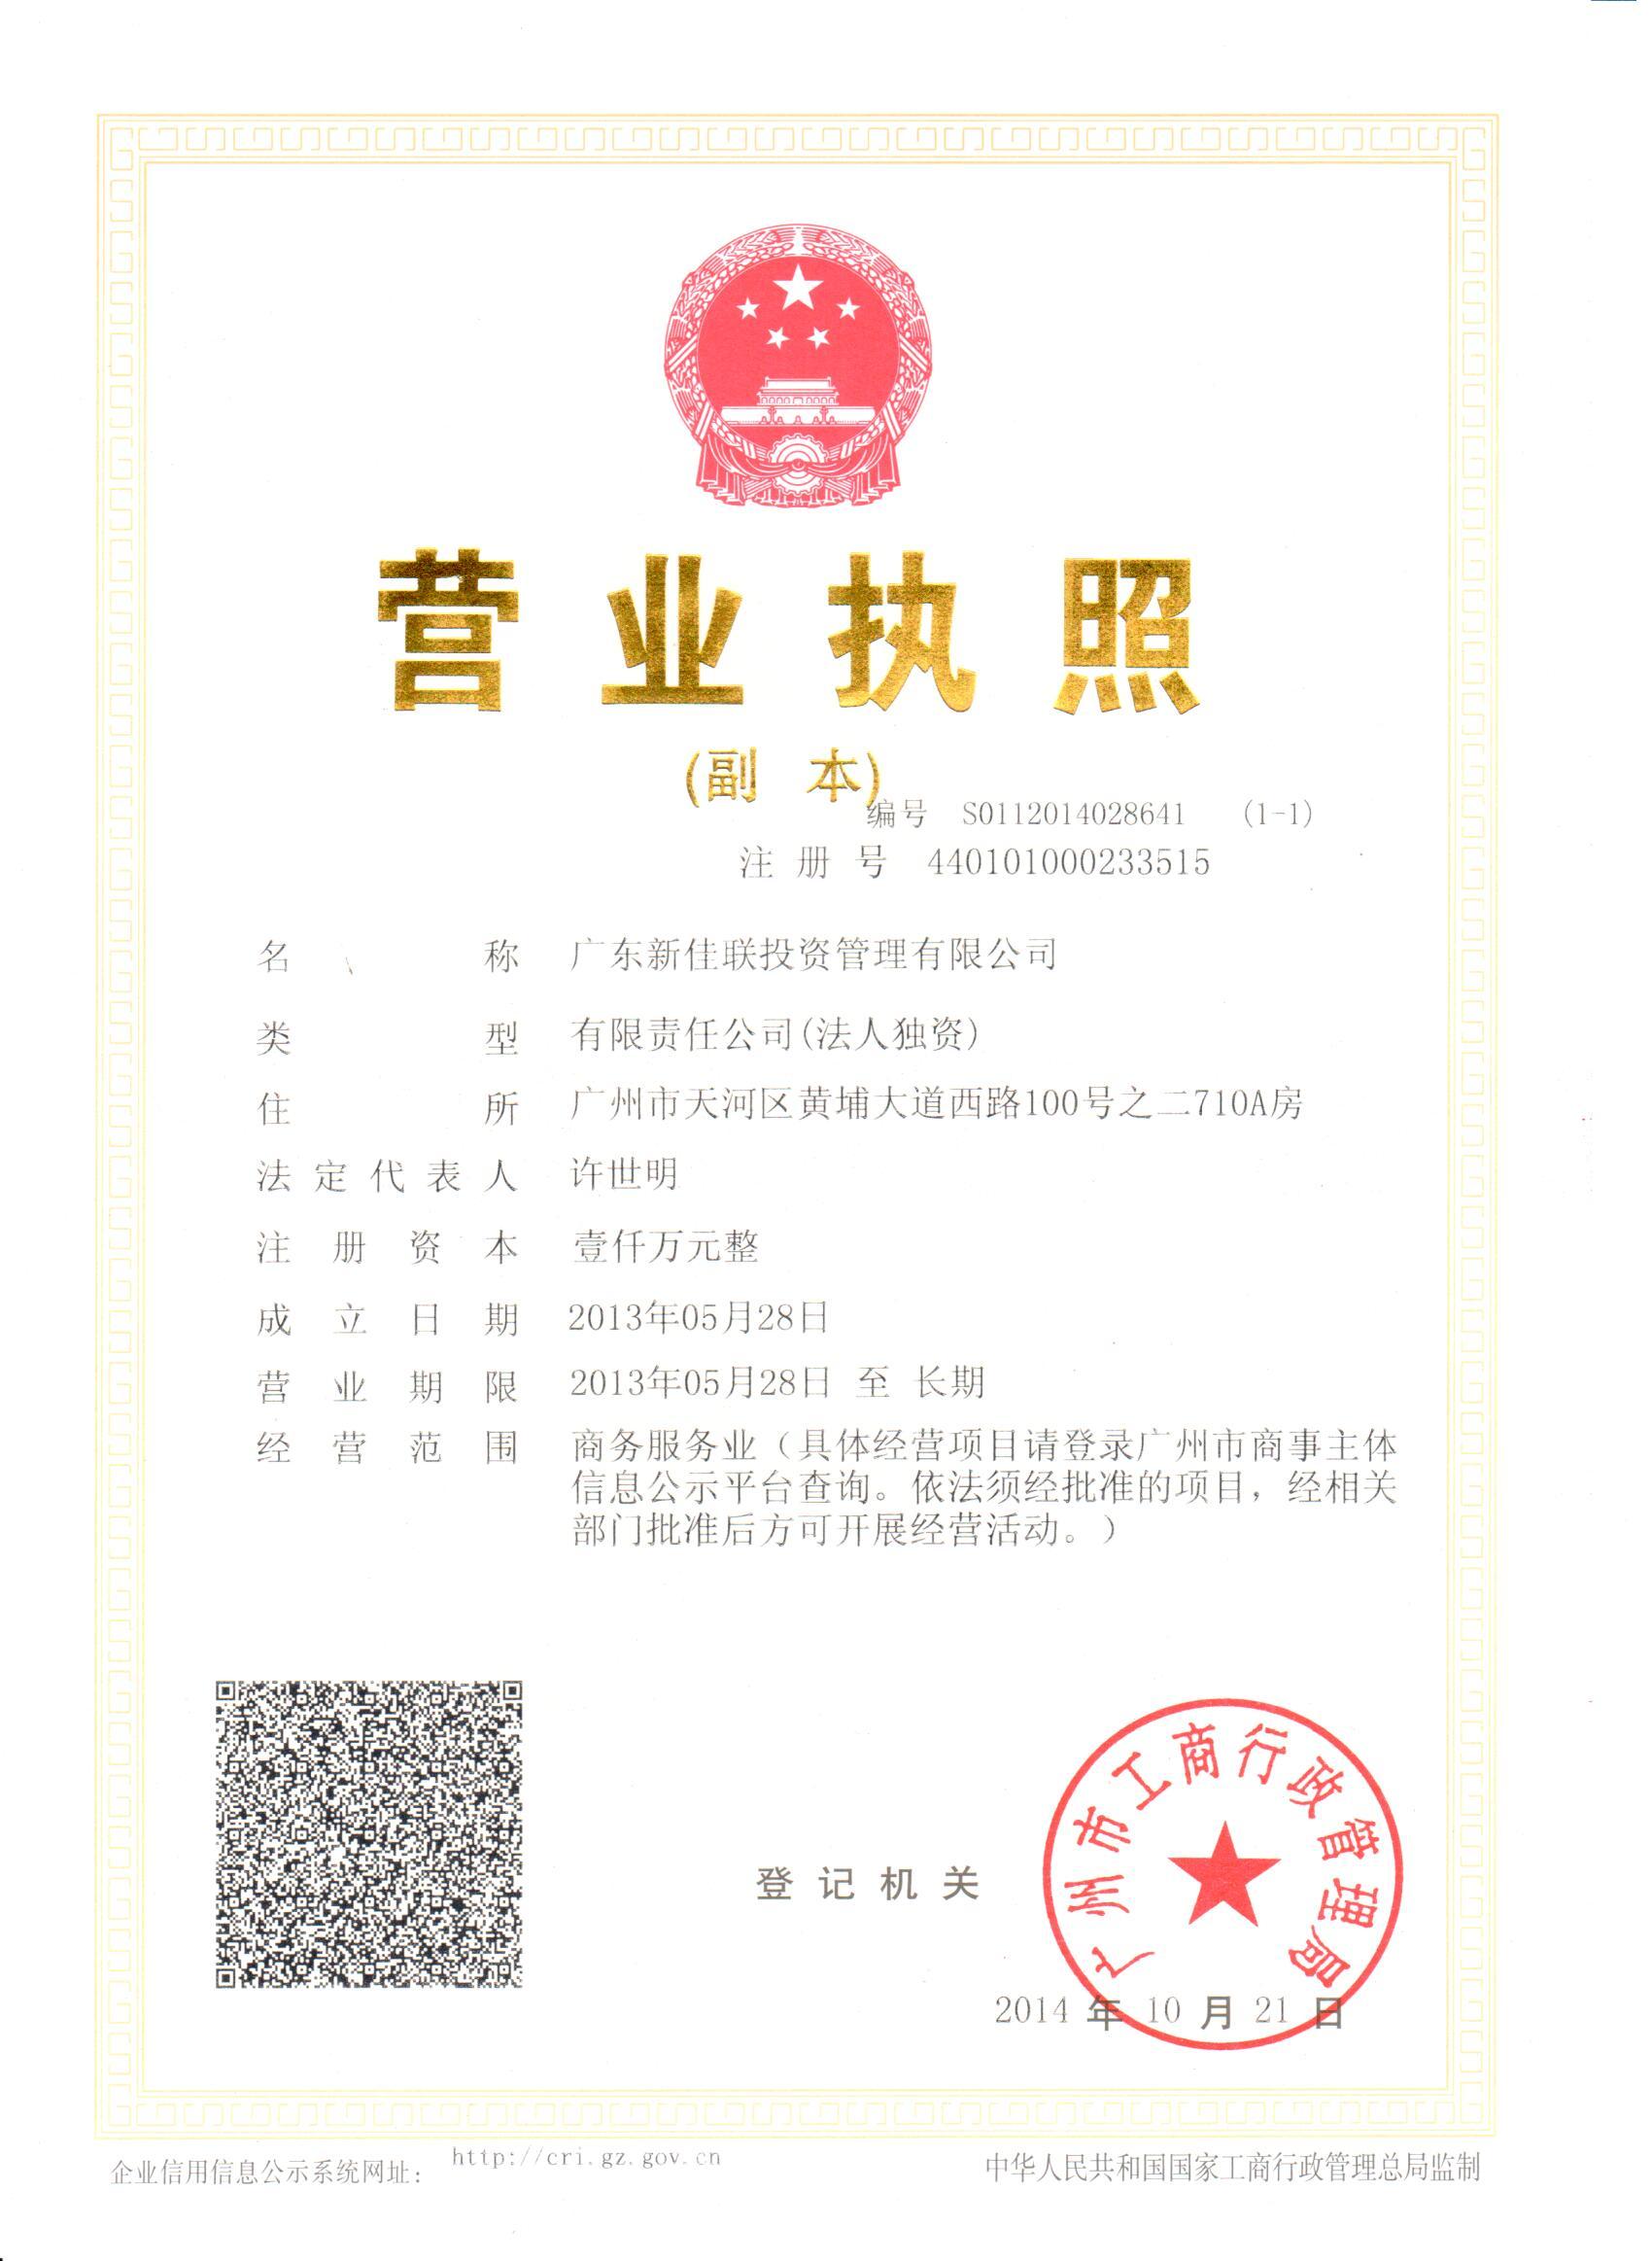 营业执照
(副 本)
编号 S0112014028641 (1-1)
注册号 440101000233515
名称 广东新佳联投资管理有限公司
类型 有限责任公司(法人独资)
住所 广州市天河区黄埔大道西路100号之二710A房
法定代表人 许世明
注册资本 壹仟万元整
成立日期 2013年05月28日
营业期限 2013年05月28日 至 长期
经营范围 商务服务业（具体经营项目请登录广州市商事主体
信息公示平台查询。依法须经批准的项目，经相关
部门批准后方可开展经营活动。）
广州市工商行政管理局
登记机关
2014 年 10 月 21 日
企业信用信息公示系统网址： http://cri.gz.gov.cn
中华人民共和国国家工商行政管理总局监制